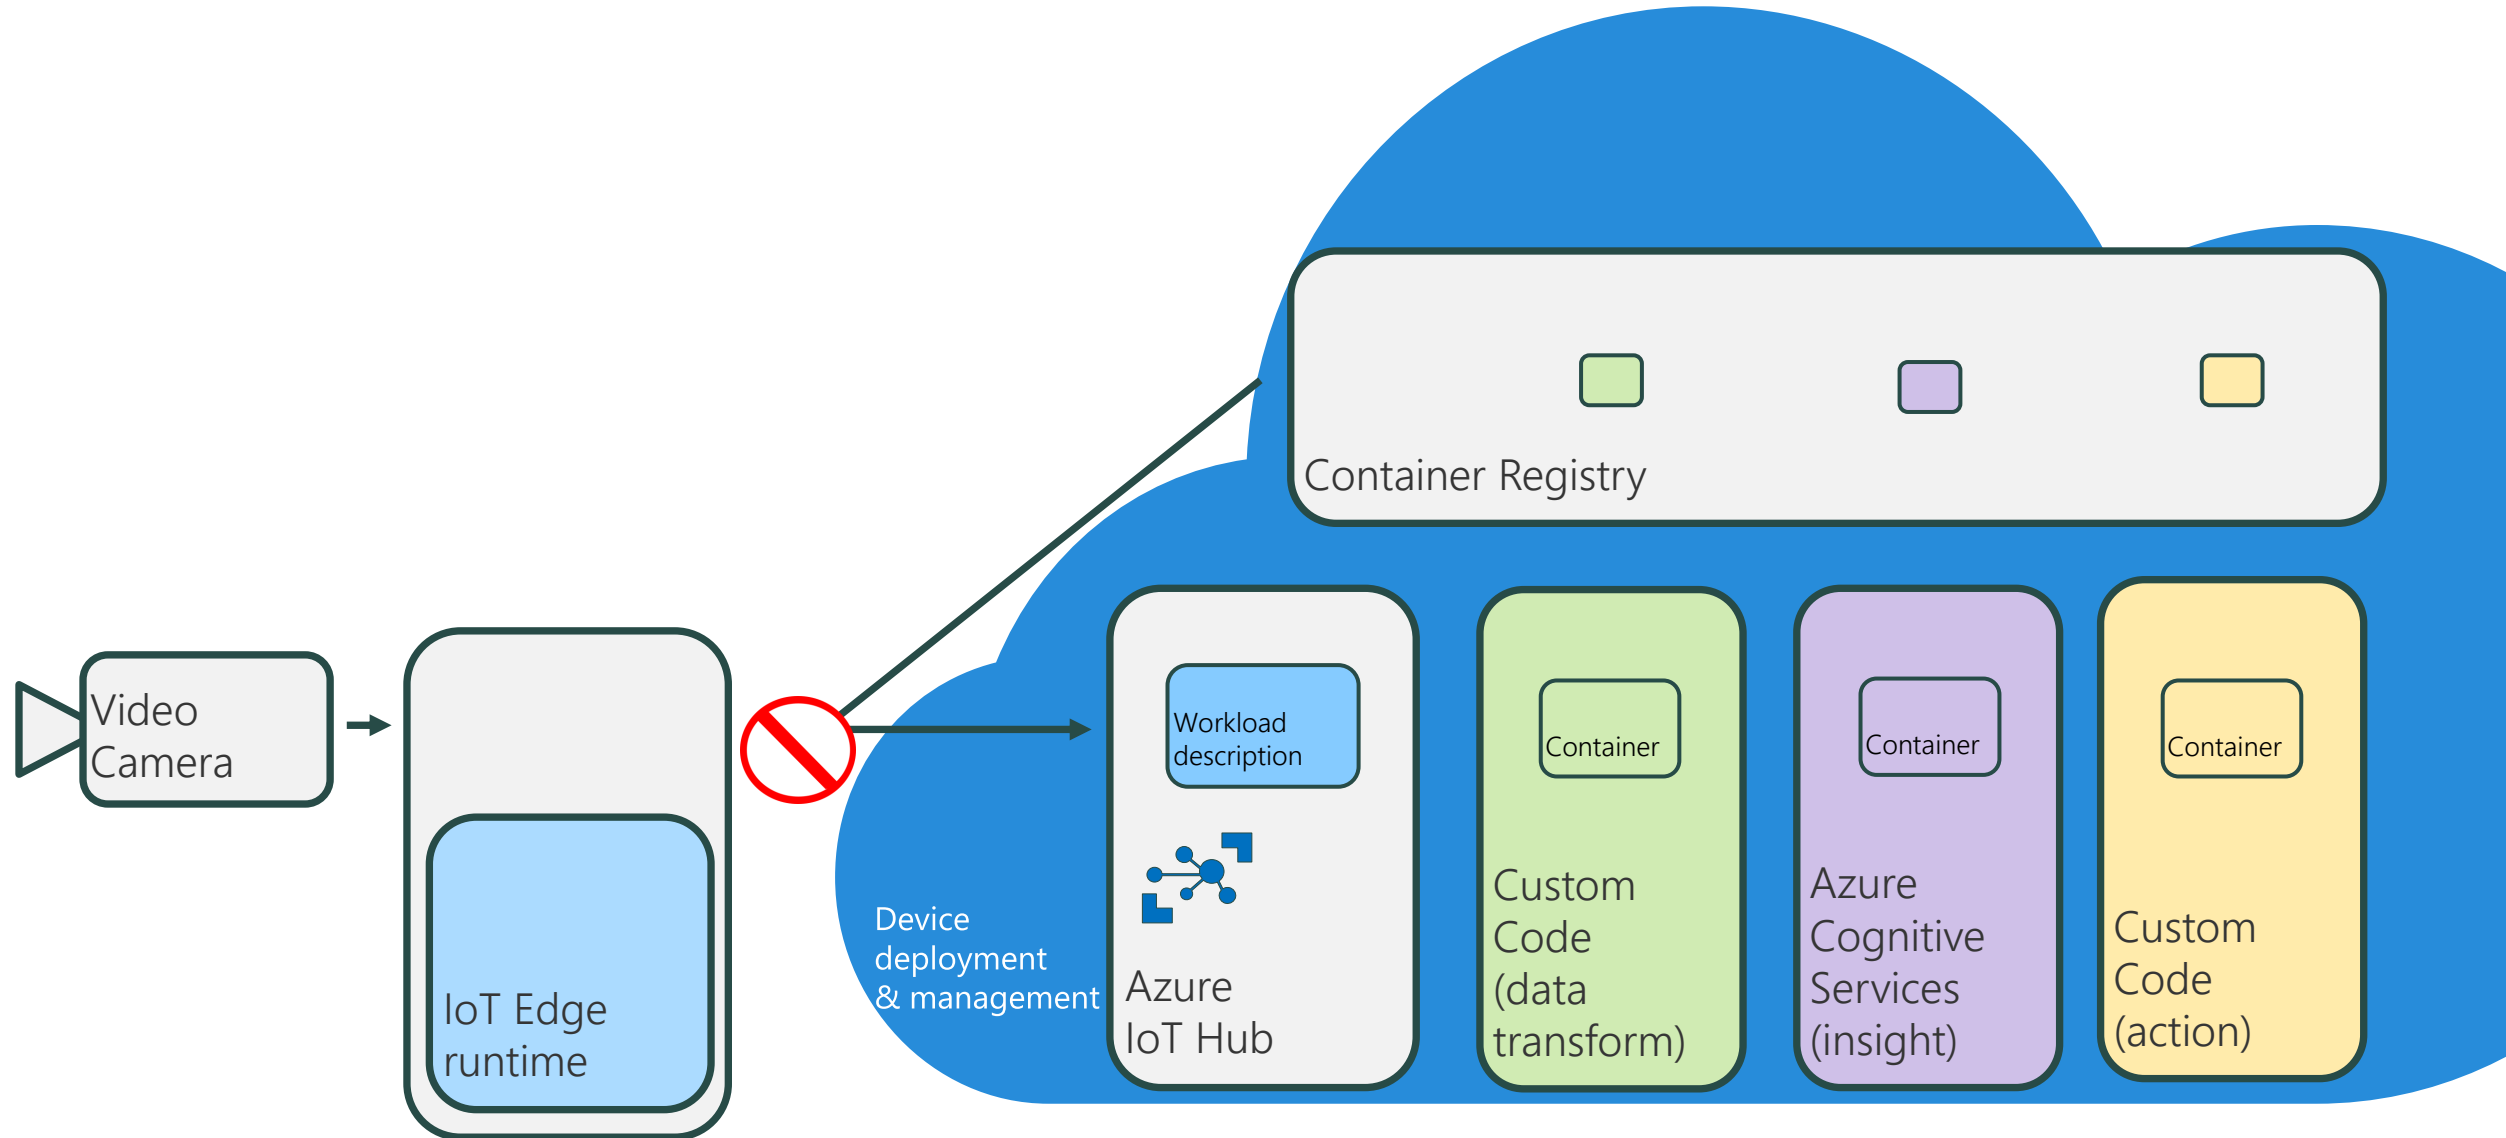 Container Registry
Video
Camera
IoT Edge
runtime
Device
deployment
& management
Workload
description
Azure
IoT Hub
Container
Custom
Code
(data
transform)
Container
Azure
Cognitive
Services
(insight)
Container
Custom
Code
(action)